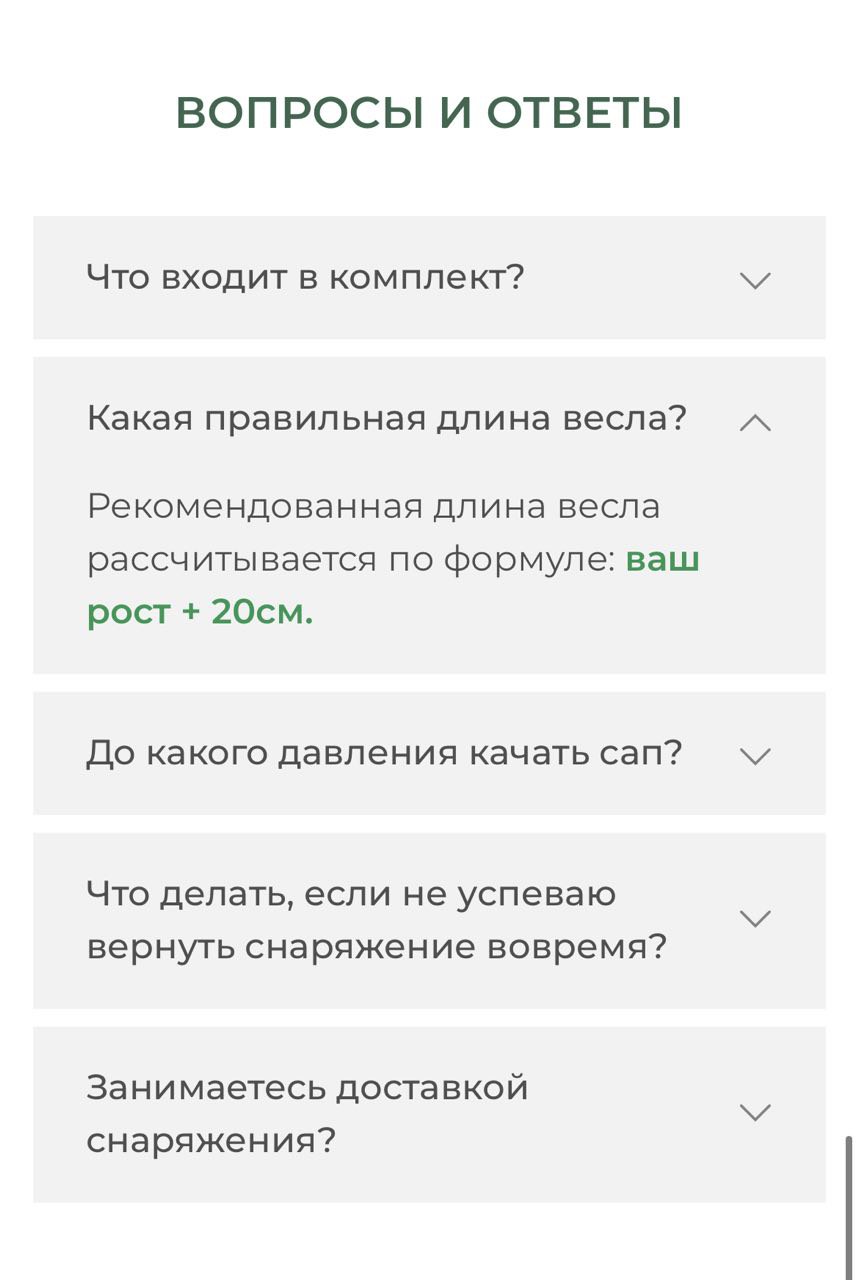 ВОПРОСЫ И ОТВЕТЫ
Что входит в комплект?
Какая правильная длина весла?
Рекомендованная длина весла
рассчитывается по формуле: ваш
рост + 20см.
До какого давления качать сап?
Что делать, если не успеваю
вернуть снаряжение вовремя?
Занимаетесь доставкой
снаряжения?